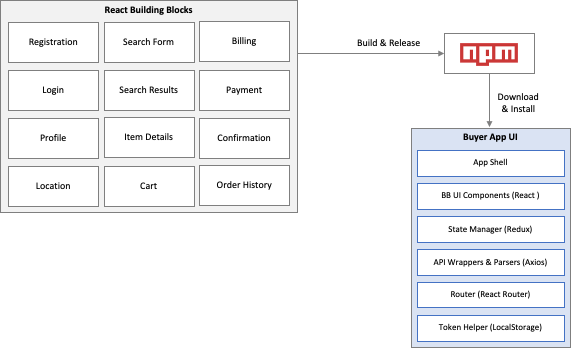 React Building Blocks
Registration
Search Form
Billing
Login
Search Results
Payment
Profile
Item Details
Confirmation
Location
Cart
Order History
Build & Release
npm
Download
& Install
Buyer App UI
App Shell
BB UI Components (React )
State Manager (Redux)
API Wrappers & Parsers (Axios)
Router (React Router)
Token Helper (LocalStorage)